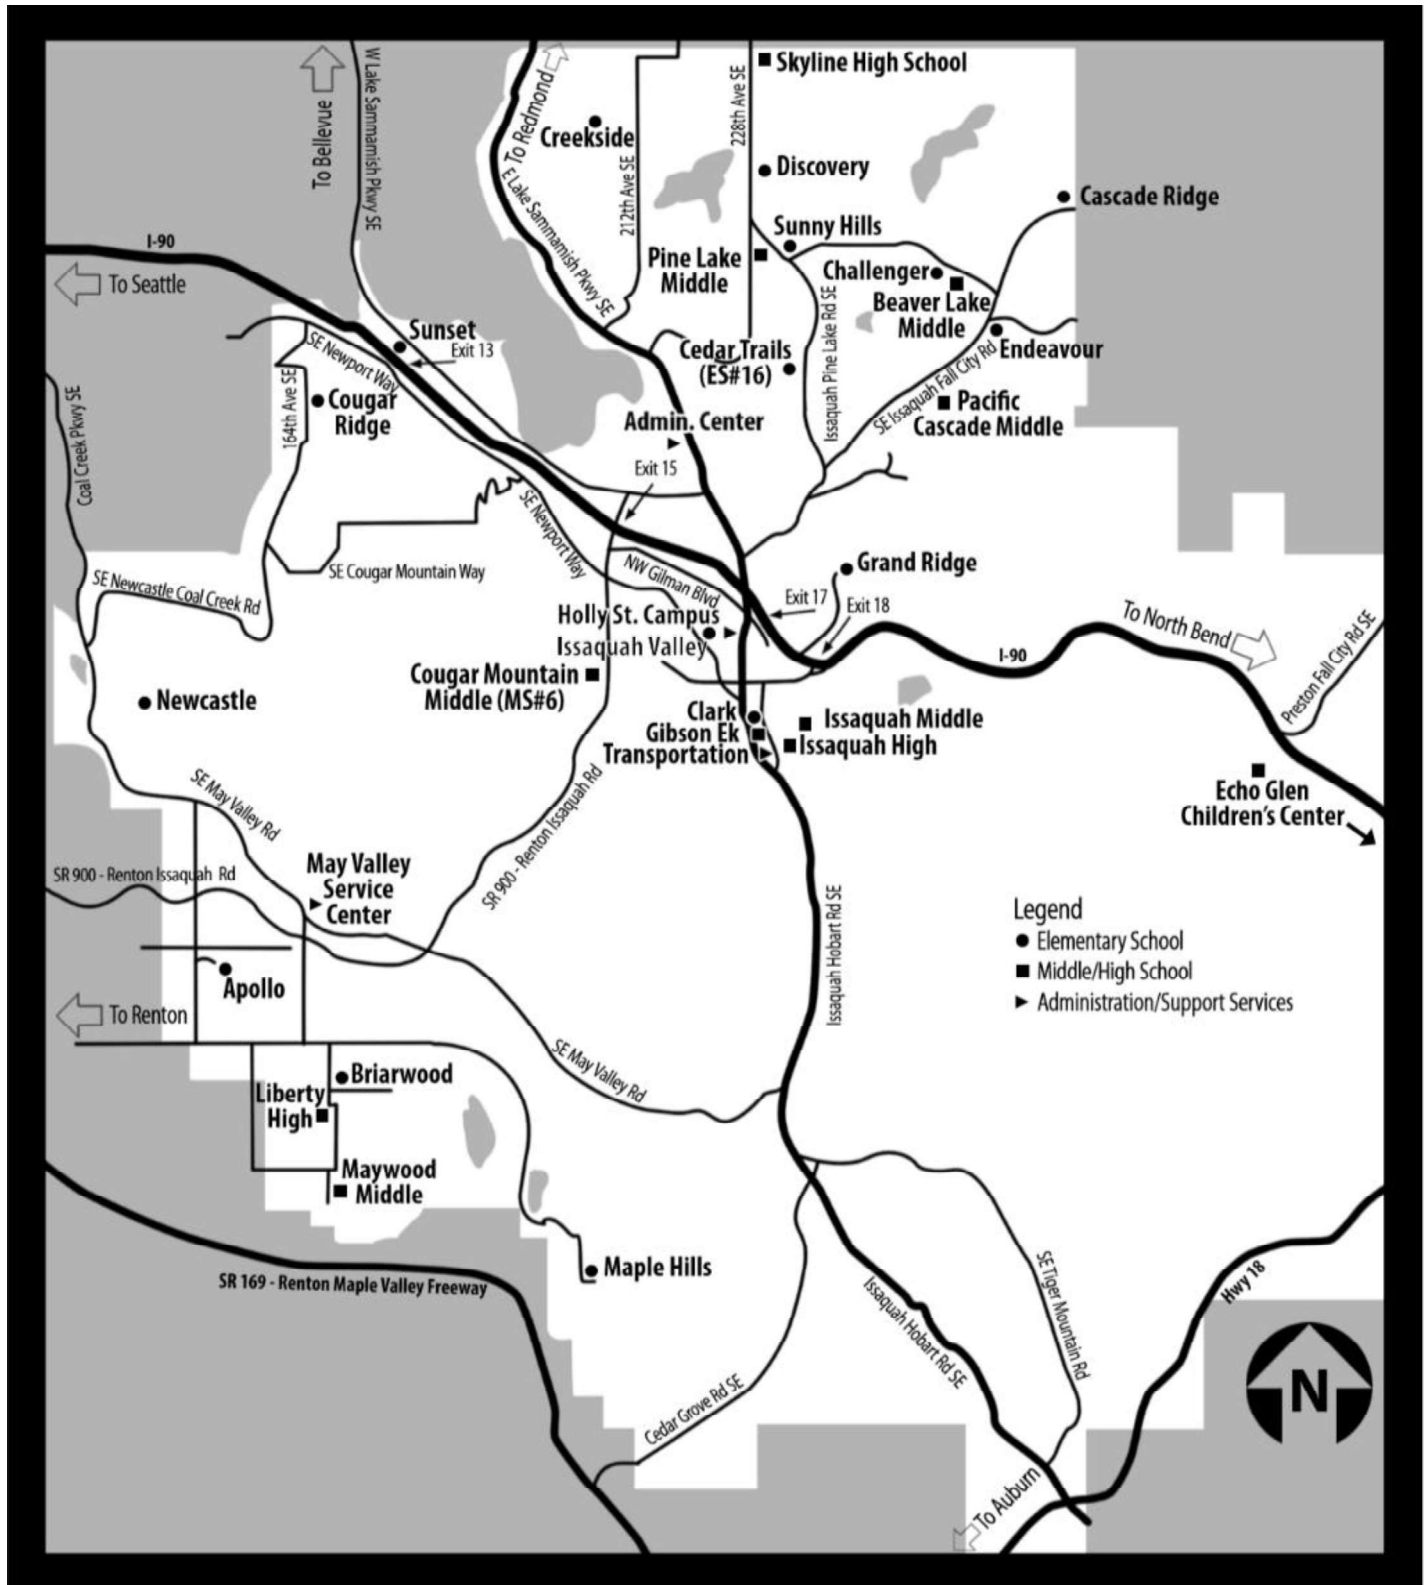 Skyline High School
W Lake Sammamish Pkwy SE
To Bellevue
To Redmond
228th Ave SE
Creekside
212th Ave SE
Discovery
E Lake Sammamish Pkwy SE
Cascade Ridge
Sunny Hills
I-90
To Seattle
Pine Lake
Middle
Challenger
Beaver Lake
Middle
Issaquah Pine Lake Rd SE
Sunset
Exit 13
SE Newport Way
Cedar Trails
(ES#16)
Endeavour
SE Issaquah Fall City Rd
164th Ave SE
Cougar
Ridge
Coal Creek Pkwy SE
Pacific
Cascade Middle
Admin. Center
Exit 15
SE Newport Way
SE Cougar Mountain Way
SE Newcastle Coal Creek Rd
NW Gilman Blvd
Grand Ridge
Exit 17
Exit 18
Holly St. Campus
Issaquah Valley
To North Bend
I-90
Preston Fall City Rd SE
Cougar Mountain
Middle (MS#6)
Newcastle
Clark
Gibson Ek
Transportation
Issaquah Middle
Issaquah High
Echo Glen
Children's Center
SE May Valley Rd
SR 900 - Renton Issaquah Rd
SR 900 - Renton Issaquah Rd
May Valley
Service
Center
Issaquah Hobart Rd SE
Legend
Elementary School
Middle/High School
Administration/Support Services
Apollo
To Renton
SE May Valley Rd
Briarwood
Liberty
High
Maywood
Middle
Maple Hills
SR 169 - Renton Maple Valley Freeway
Issaquah Hobart Rd SE
SE Tiger Mountain Rd
Hwy 18
Cedar Grove Rd SE
N
To Auburn